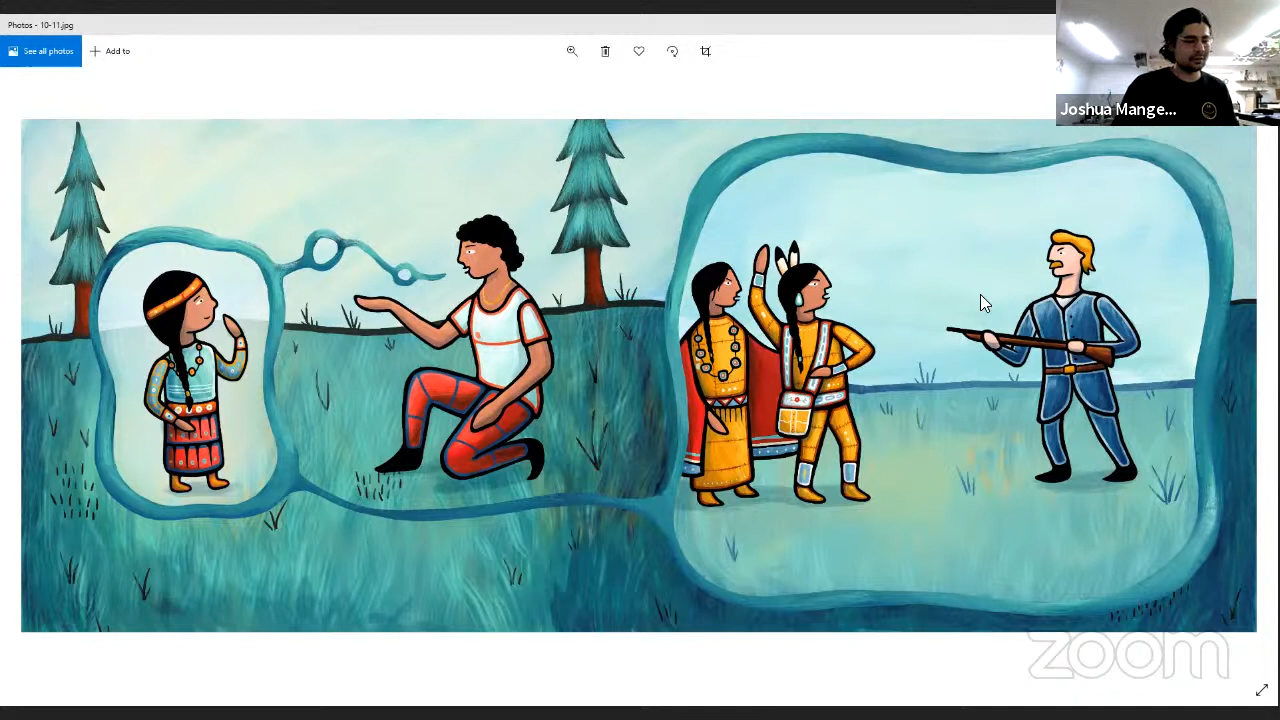 Photos - 10-11.jpg
See all photos
Add to
Joshua Mange...
zoom